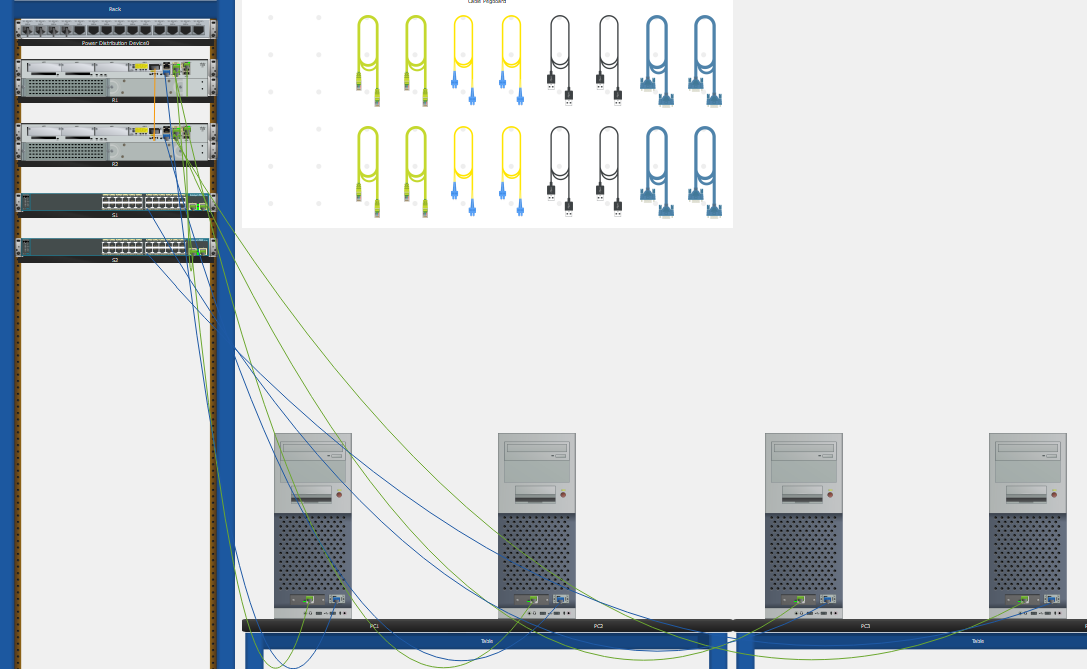 Rack
Cable Pegboard
Power Distribution Device0
R1
R2
S1
S2
PC1
PC2
PC3
Table
Table